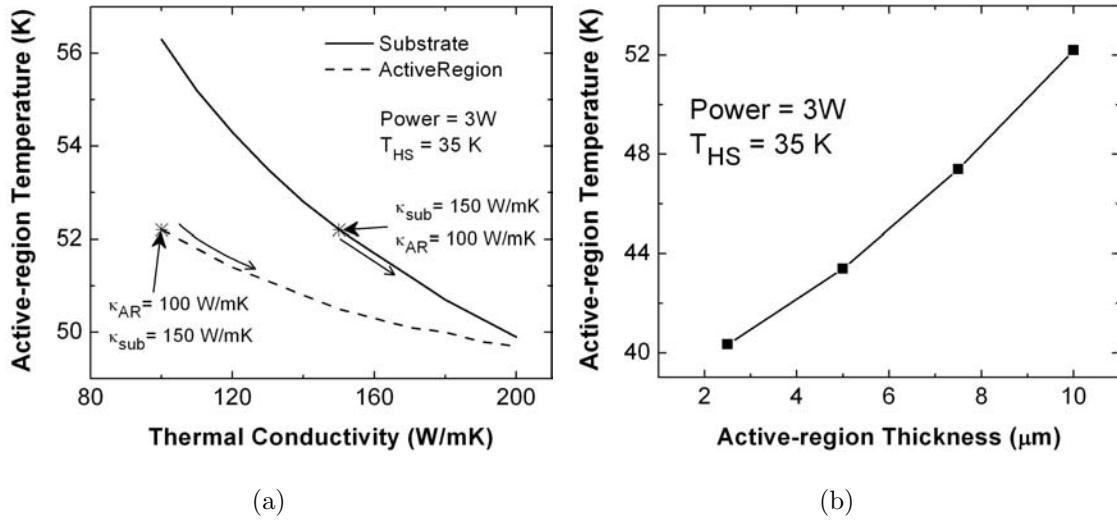 Active-region Temperature (K)
56
54
52
50
80
120
160
200
Thermal Conductivity (W/mK)
Substrate
ActiveRegion
Power = 3W
T_HS = 35 K
κ_sub = 150 W/mK
κ_AR = 100 W/mK
κ_AR = 100 W/mK
κ_sub = 150 W/mK
(a)
Active-region Temperature (K)
52
48
44
40
2
4
6
8
10
Active-region Thickness (μm)
Power = 3W
T_HS = 35 K
(b)